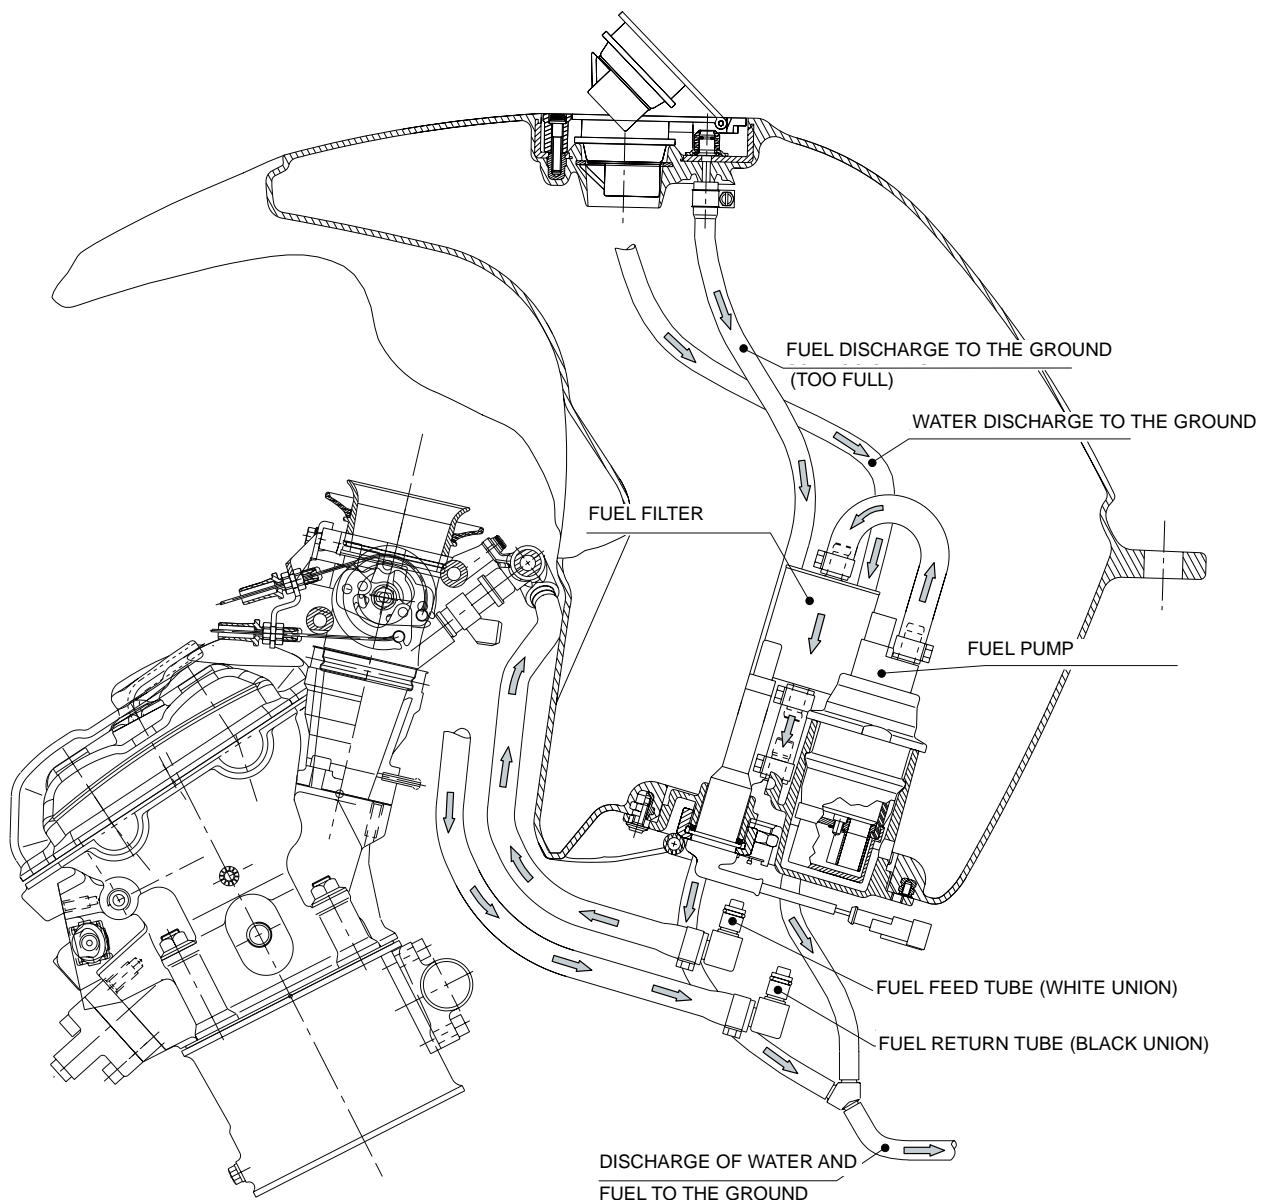 FUEL DISCHARGE TO THE GROUND
(TOO FULL)
WATER DISCHARGE TO THE GROUND
FUEL FILTER
FUEL PUMP
FUEL FEED TUBE (WHITE UNION)
FUEL RETURN TUBE (BLACK UNION)
DISCHARGE OF WATER AND
FUEL TO THE GROUND